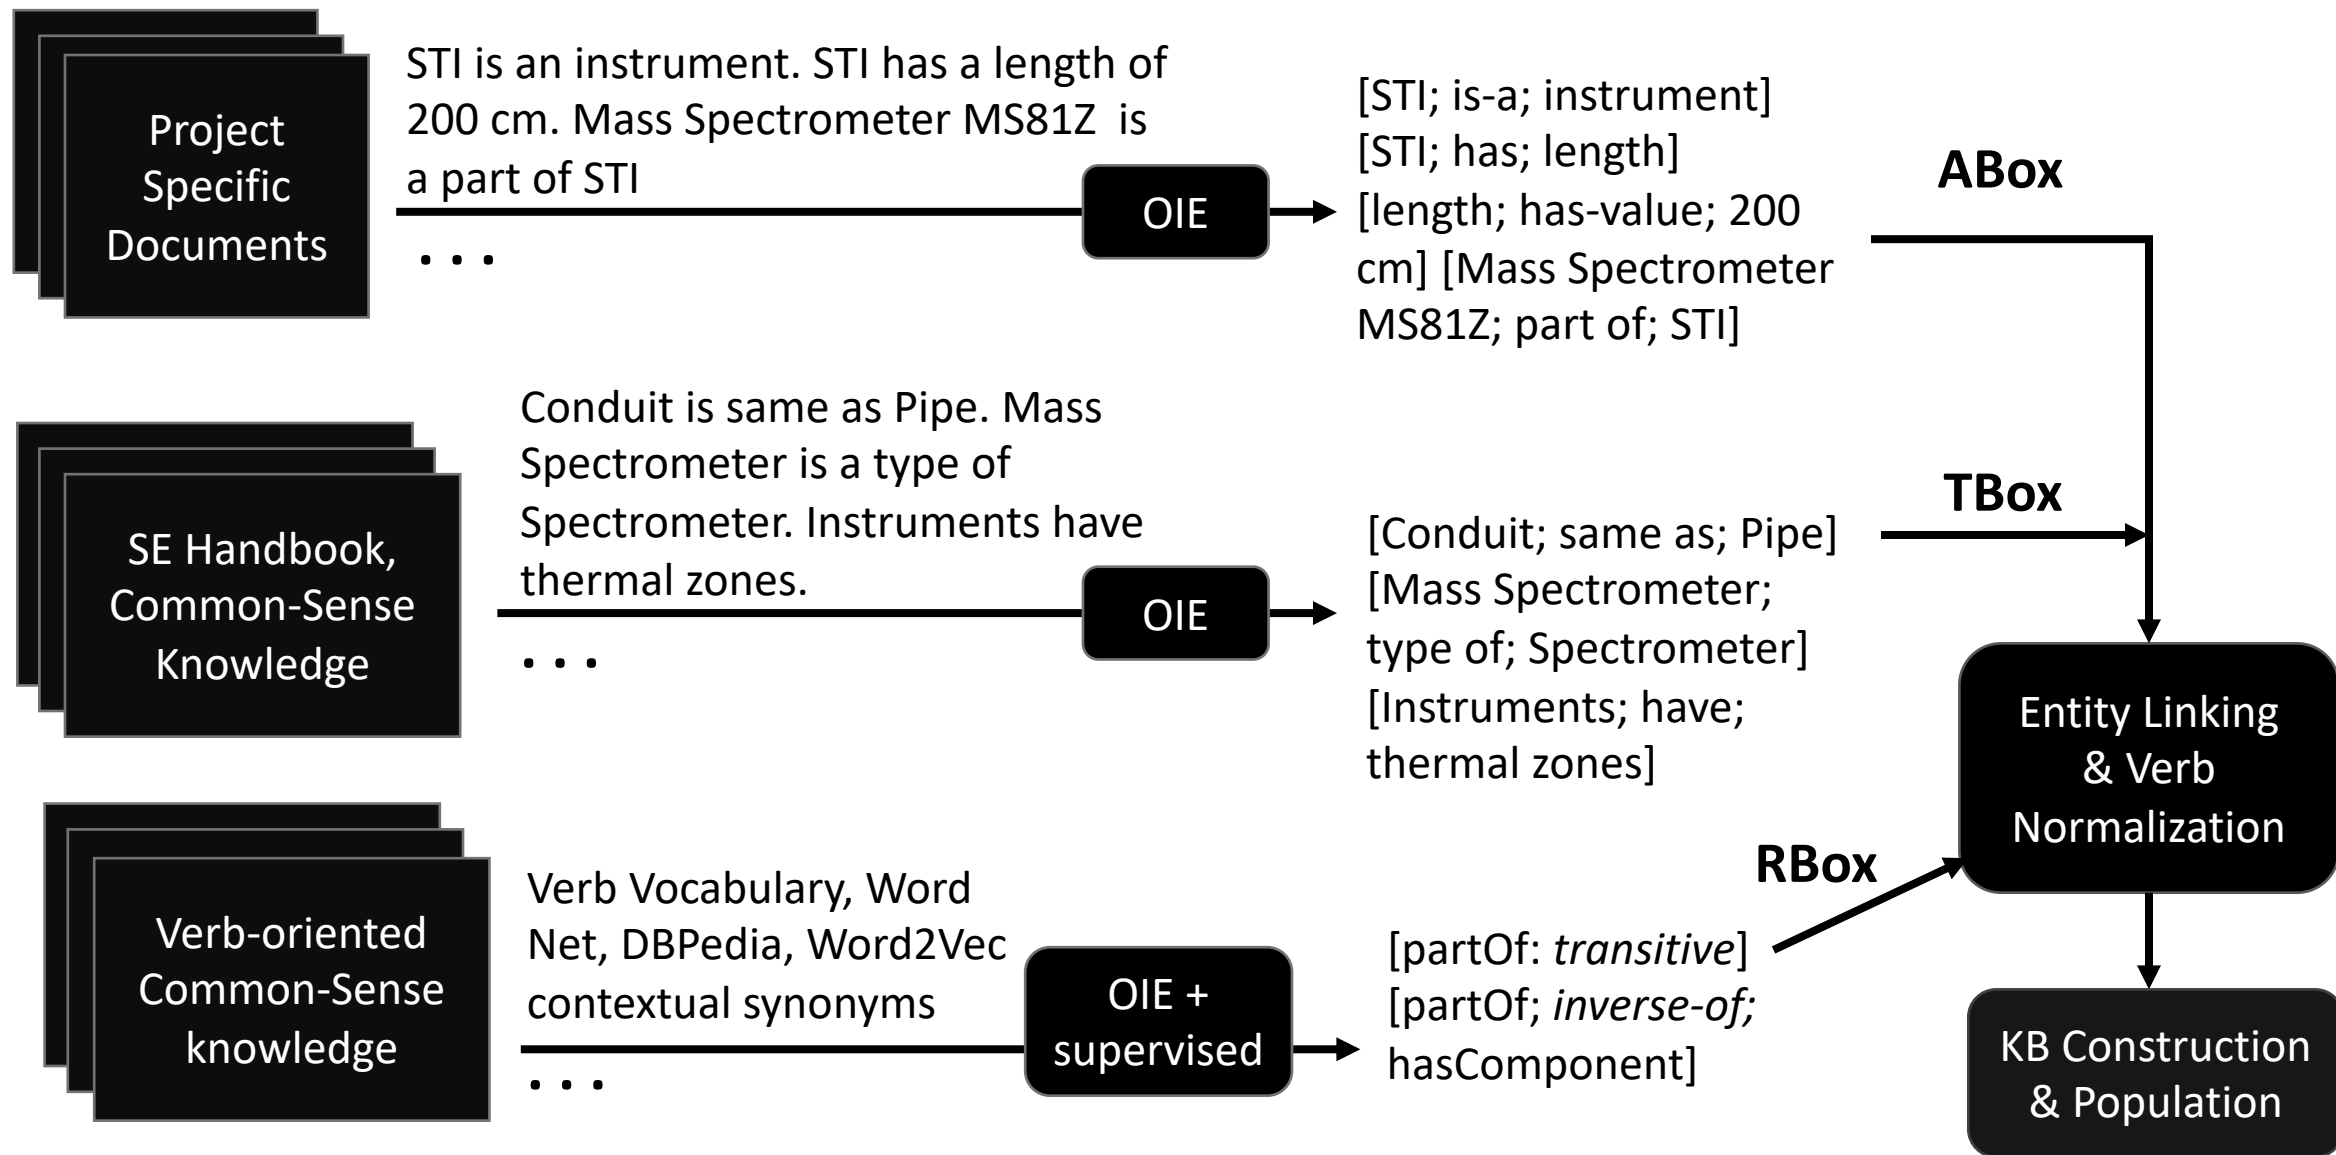 Project
Specific
Documents
STI is an instrument. STI has a length of
200 cm. Mass Spectrometer MS81Z  is
a part of STI
. . .
OIE
[STI; is-a; instrument]
[STI; has; length]
[length; has-value; 200
cm] [Mass Spectrometer
MS81Z; part of; STI]
ABox
SE Handbook,
Common-Sense
Knowledge
Conduit is same as Pipe. Mass
Spectrometer is a type of
Spectrometer. Instruments have
thermal zones.
. . .
OIE
[Conduit; same as; Pipe]
[Mass Spectrometer;
type of; Spectrometer]
[Instruments; have;
thermal zones]
TBox
Verb-oriented
Common-Sense
knowledge
Verb Vocabulary, Word
Net, DBPedia, Word2Vec
contextual synonyms
. . .
OIE +
supervised
[partOf: transitive]
[partOf; inverse-of;
hasComponent]
RBox
Entity Linking
& Verb
Normalization
KB Construction
& Population